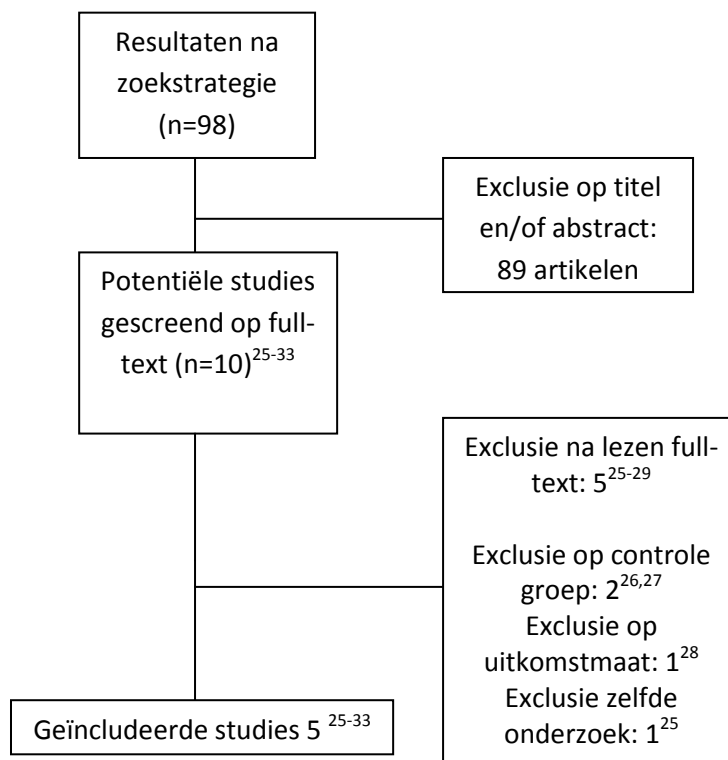 Resultaten na
zoekstrategie
(n=98)
Exclusie op titel
en/of abstract:
89 artikelen
Potentiële studies
gescreend op full-
text (n=10)25-33
Exclusie na lezen full-
text: 525-29
Exclusie op controle
groep: 226,27
Exclusie op
uitkomstmaat: 128
Exclusie zelfde
onderzoek: 125
Geïncludeerde studies 5 25-33